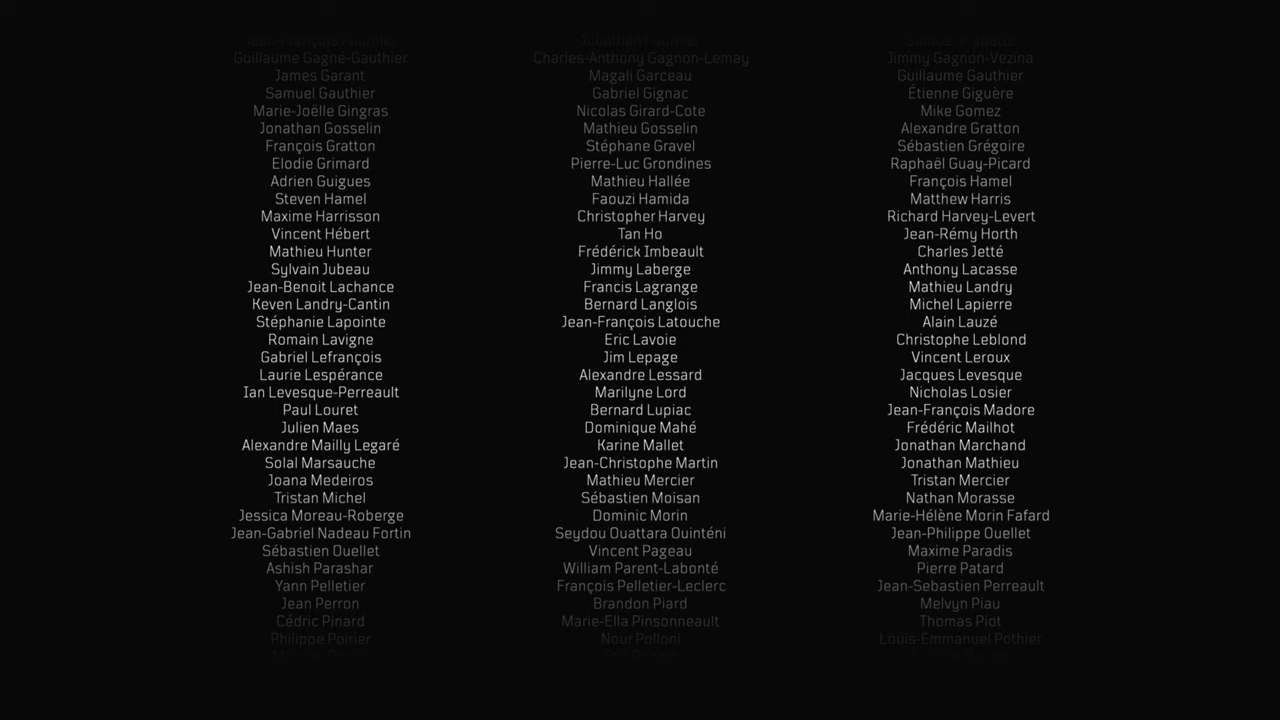 Guillaume Gagné-Gauthier Charles-Anthony Gagnon-Lemay Jimmy Gagnon-Vezina
James Garant Magali Garceau Guillaume Gauthier
Samuel Gauthier Gabriel Gignac Étienne Giguère
Marie-Joëlle Gingras Nicolas Girard-Cote Mike Gomez
Jonathan Gosselin Mathieu Gosselin Alexandre Gratton
François Gratton Stéphane Gravel Sébastien Grégoire
Elodie Grimard Pierre-Luc Grondines Raphaël Guay-Picard
Adrien Guigues Mathieu Hallée François Hamel
Steven Hamel Faouzi Hamida Matthew Harris
Maxime Harrisson Christopher Harvey Richard Harvey-Levert
Vincent Hébert Tan Ho Jean-Rémy Horth
Mathieu Hunter Frédérick Imbeault Charles Jetté
Sylvain Jubeau Jimmy Laberge Anthony Lacasse
Jean-Benoit Lachance Francis Lagrange Mathieu Landry
Keven Landry-Cantin Bernard Langlois Michel Lapierre
Stéphanie Lapointe Jean-François Latouche Alain Lauzé
Romain Lavigne Eric Lavoie Christophe Leblond
Gabriel Lefrançois Jim Lepage Vincent Leroux
Laurie Lespérance Alexandre Lessard Jacques Levesque
Ian Levesque-Perreault Marilyne Lord Nicholas Losier
Paul Louret Bernard Lupiac Jean-François Madore
Julien Maes Dominique Mahé Frédéric Mailhot
Alexandre Mailly Legaré Karine Mallet Jonathan Marchand
Solal Marsauche Jean-Christophe Martin Jonathan Mathieu
Joana Medeiros Mathieu Mercier Tristan Mercier
Tristan Michel Sébastien Moisan Nathan Morasse
Jessica Moreau-Roberge Dominic Morin Marie-Hélène Morin Fafard
Jean-Gabriel Nadeau Fortin Seydou Ouattara Ouinténi Jean-Philippe Ouellet
Sébastien Ouellet Vincent Pageau Maxime Paradis
Ashish Parashar William Parent-Labonté Pierre Patard
Yann Pelletier François Pelletier-Leclerc Jean-Sebastien Perreault
Jean Perron Brandon Piard Melvyn Piau
Cédric Pinard Marie-Ella Pinsonneault Thomas Piot
Philippe Poirier Nour Polloni Louis-Emmanuel Pothier